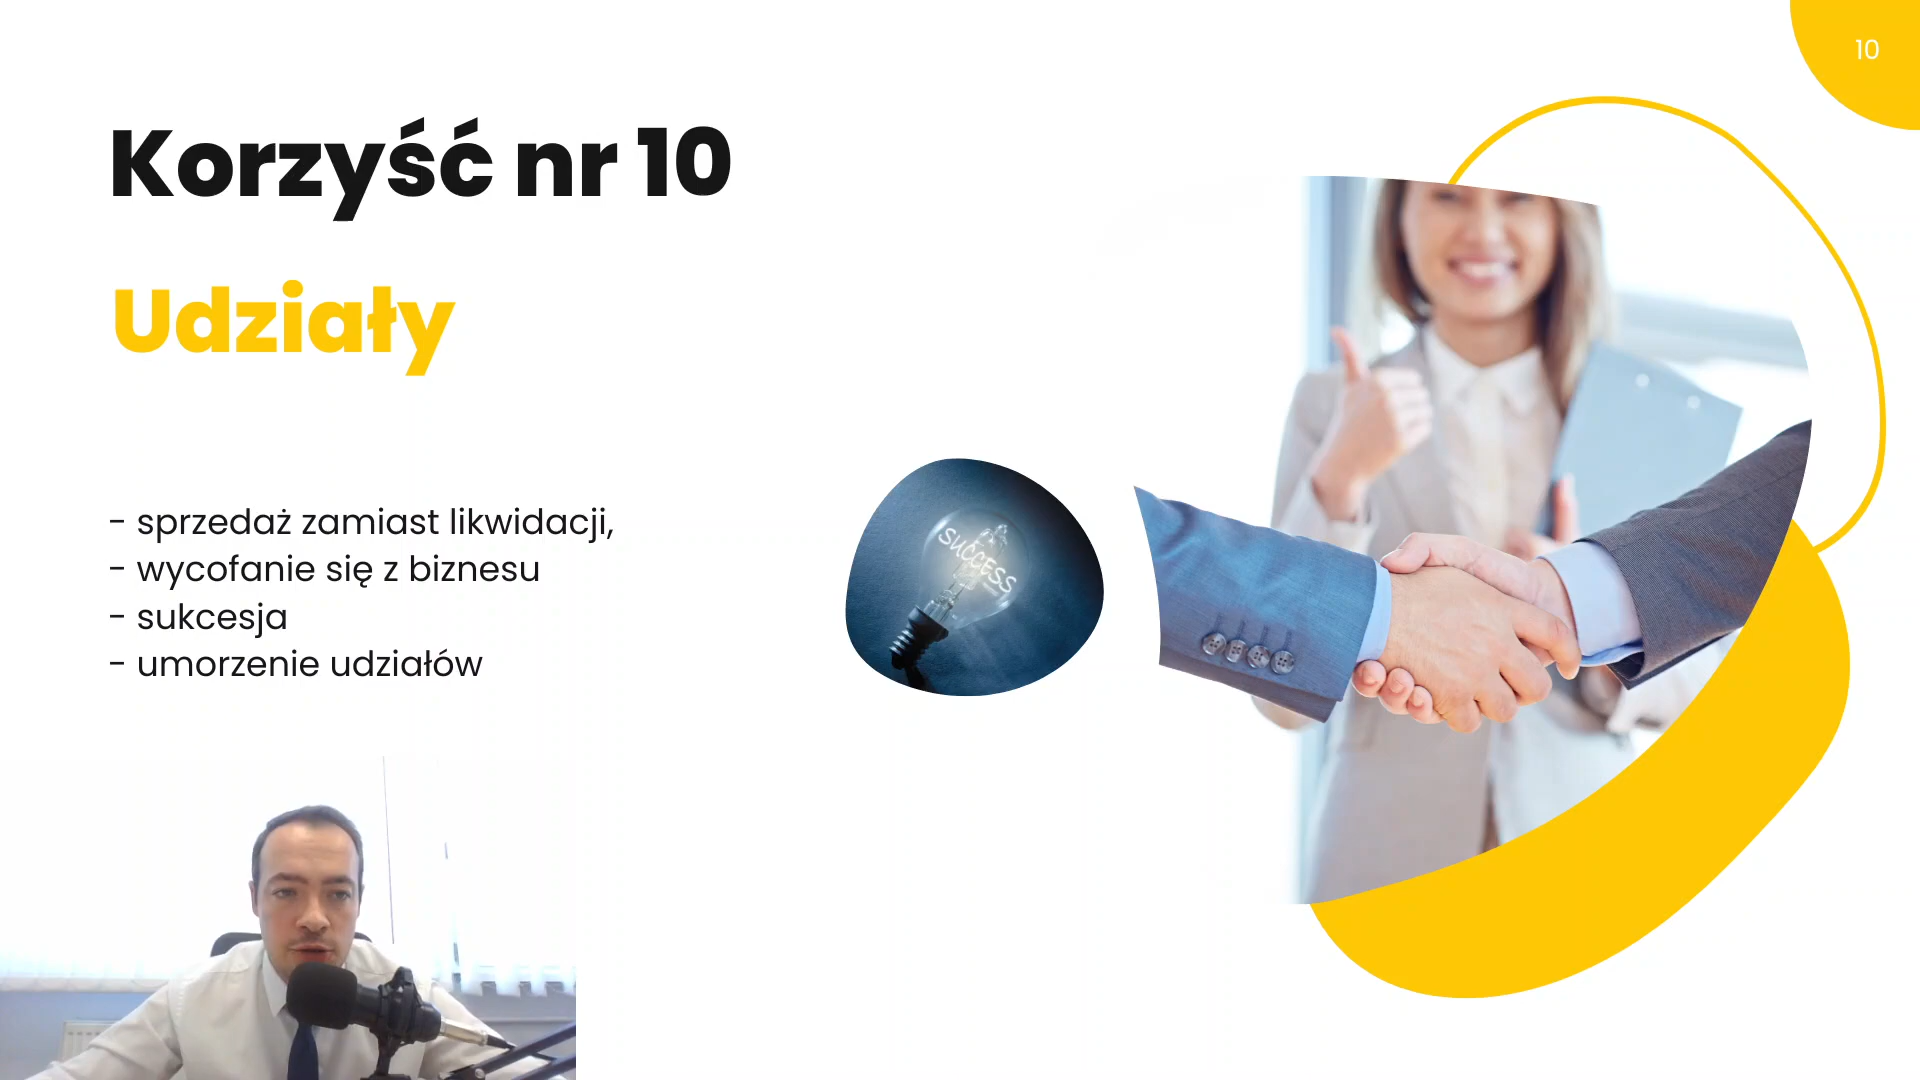 10
Korzyść nr 10
Udziały
- sprzedaż zamiast likwidacji,
- wycofanie się z biznesu
- sukcesja
- umorzenie udziałów
SUCCESS